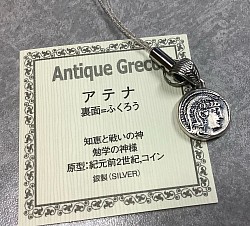 Antique Greece
アテナ
裏面=ふくろう
知恵と戦いの神
勉学の神様
原型:紀元前2世紀,コイン
銀製(SILVER)